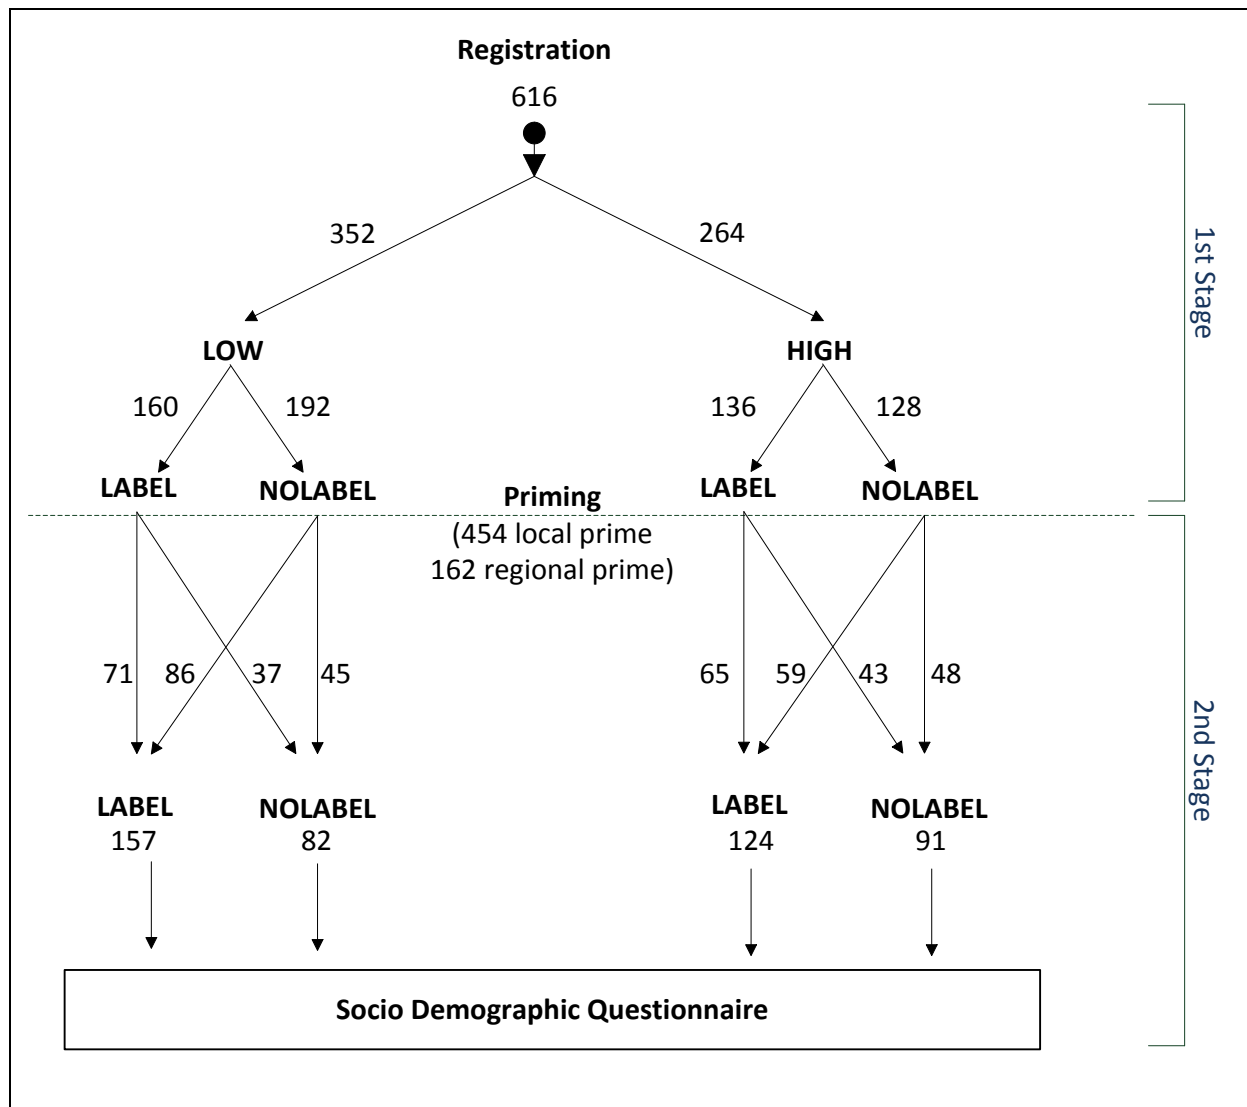 Registration
616
352
264
1st Stage
LOW
HIGH
160
192
136
128
LABEL
NOLABEL
LABEL
NOLABEL
Priming
(454 local prime
162 regional prime)
71
86
37
45
65
59
43
48
2nd Stage
LABEL
NOLABEL
LABEL
NOLABEL
157
82
124
91
Socio Demographic Questionnaire